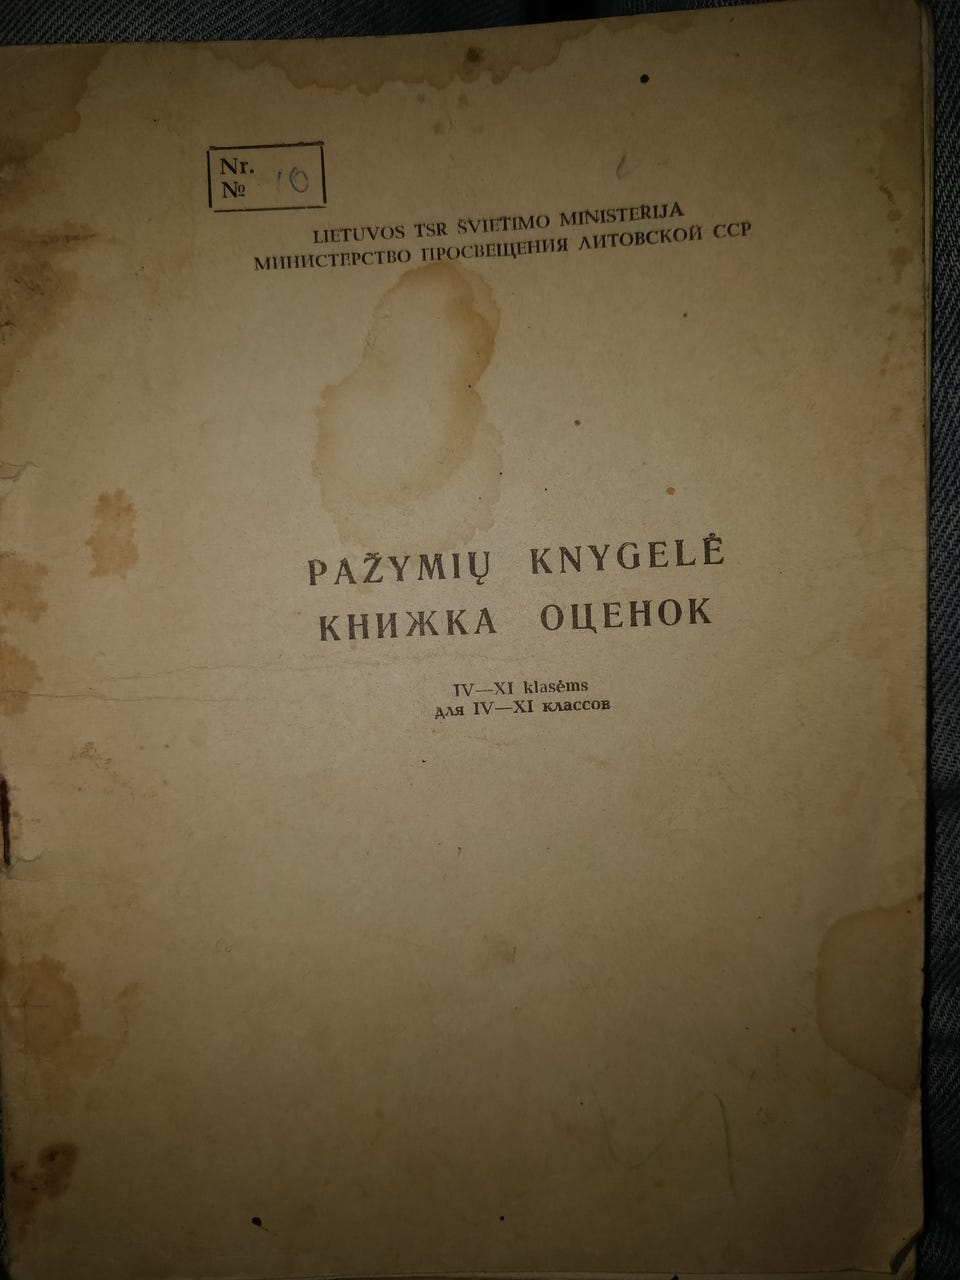 Nr.
№ 10
LIETUVOS TSR ŠVIETIMO MINISTERIJA
МИНИСТЕРСТВО ПРОСВЕЩЕНИЯ ЛИТОВСКОЙ ССР
PAŽYMIŲ KNYGELĖ
КНИЖКА ОЦЕНОК
IV—XI klasėms
для IV—XI классов